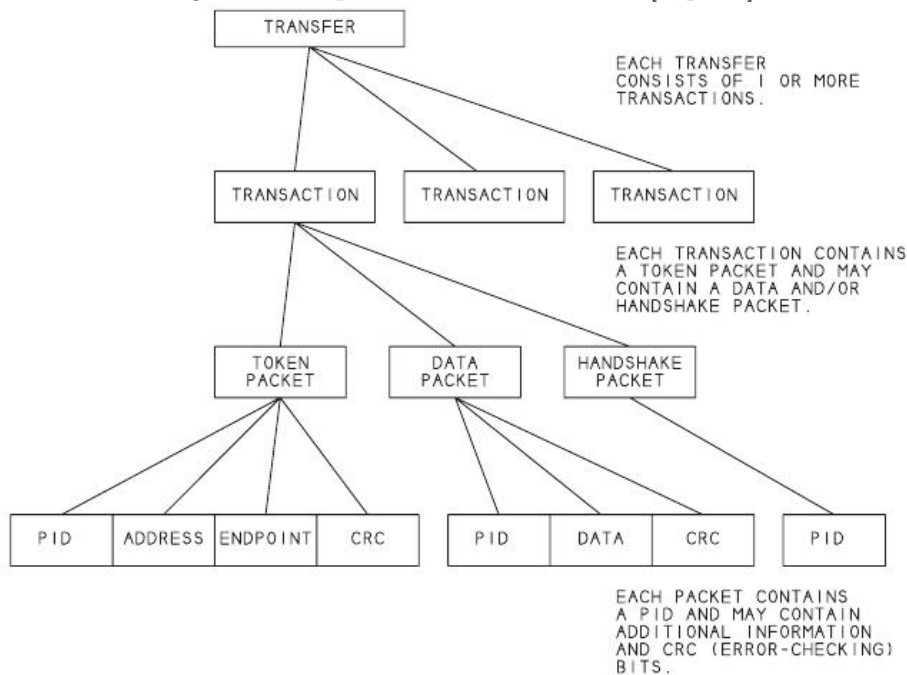 TRANSFER
EACH TRANSFER
CONSISTS OF 1 OR MORE
TRANSACTIONS.
TRANSACTION
TRANSACTION
TRANSACTION
EACH TRANSACTION CONTAINS
A TOKEN PACKET AND MAY
CONTAIN A DATA AND/OR
HANDSHAKE PACKET.
TOKEN
PACKET
DATA
PACKET
HANDSHAKE
PACKET
PID
ADDRESS
ENDPOINT
CRC
PID
DATA
CRC
PID
EACH PACKET CONTAINS
A PID AND MAY CONTAIN
ADDITIONAL INFORMATION
AND CRC (ERROR-CHECKING)
BITS.